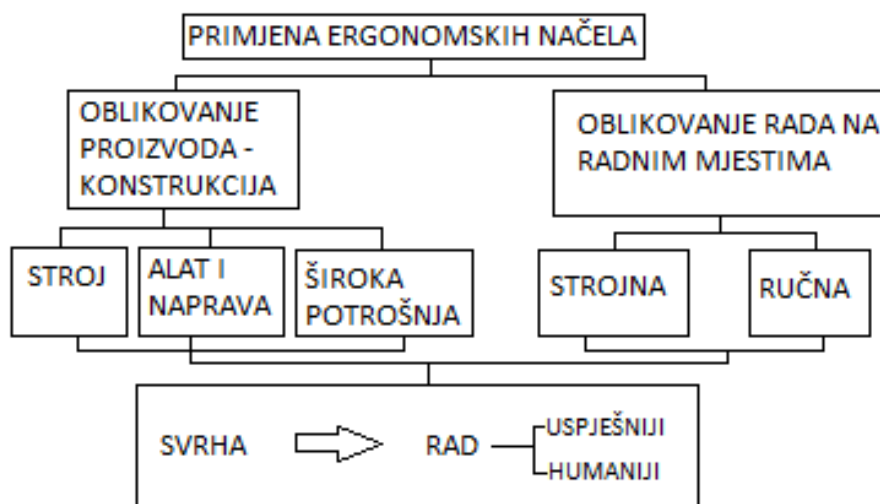 PRIMJENA ERGONOMSKIH NAČELA
OBLIKOVANJE
PROIZVODA -
KONSTRUKCIJA
OBLIKOVANJE RADA NA
RADNIM MJESTIMA
STROJ
ALAT I
NAPRAVA
ŠIROKA
POTROŠNJA
STROJNA
RUČNA
SVRHA
RAD
USPJEŠNIJI
HUMANIJI